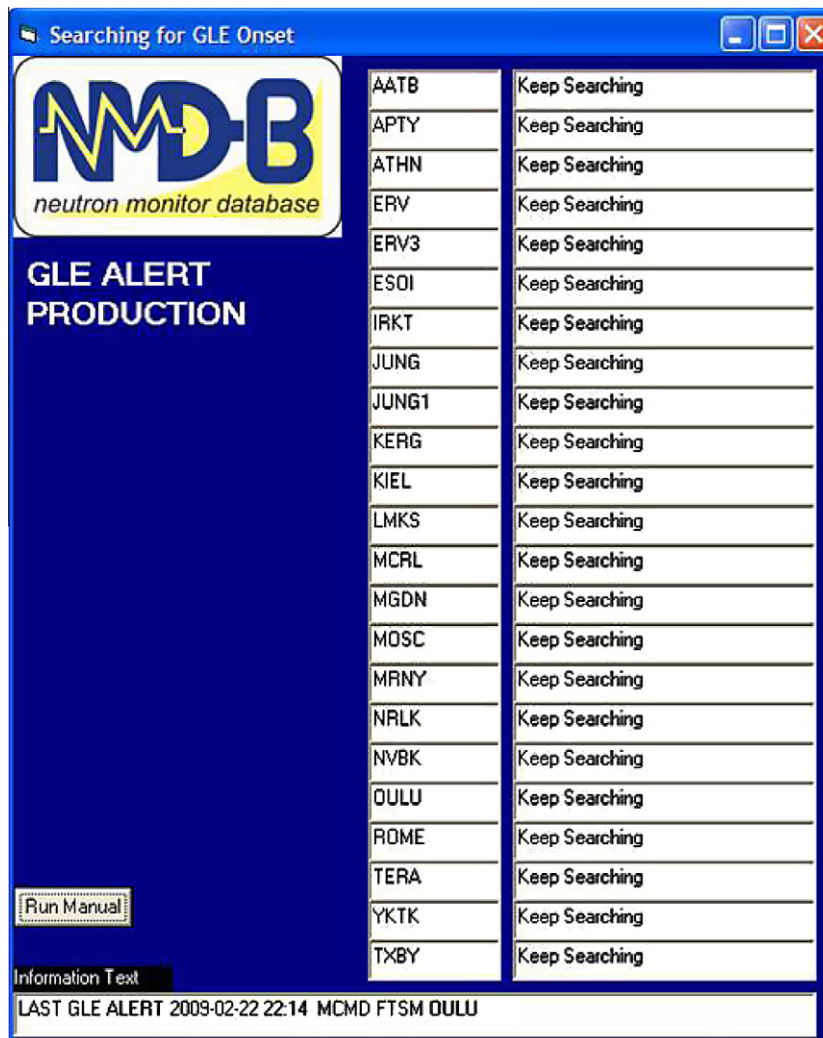 Searching for GLE Onset
NMD-B
neutron monitor database
GLE ALERT
PRODUCTION
AATB Keep Searching
APTY Keep Searching
ATHN Keep Searching
ERV Keep Searching
ERV3 Keep Searching
ESOI Keep Searching
IRKT Keep Searching
JUNG Keep Searching
JUNG1 Keep Searching
KERG Keep Searching
KIEL Keep Searching
LMKS Keep Searching
MCRL Keep Searching
MGDN Keep Searching
MOSC Keep Searching
MRNY Keep Searching
NRLK Keep Searching
NVBK Keep Searching
OULU Keep Searching
ROME Keep Searching
TERA Keep Searching
YKTK Keep Searching
TXBY Keep Searching
Run Manual
Information Text
LAST GLE ALERT 2009-02-22 22:14 MCMD FTSM OULU